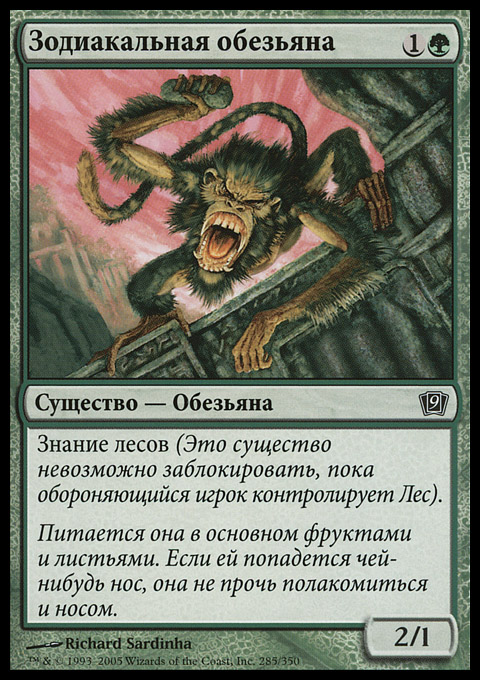 Зодиакальная обезьяна 1
Существо — Обезьяна 9
Знание лесов (Это существо
невозможно заблокировать, пока
обороняющийся игрок контролирует Лес).
Питается она в основном фруктами
и листьями. Если ей попадется чей-
нибудь нос, она не прочь полакомиться
и носом.
Richard Sardinha
™ & © 1993–2005 Wizards of the Coast, Inc. 285/350
2/1